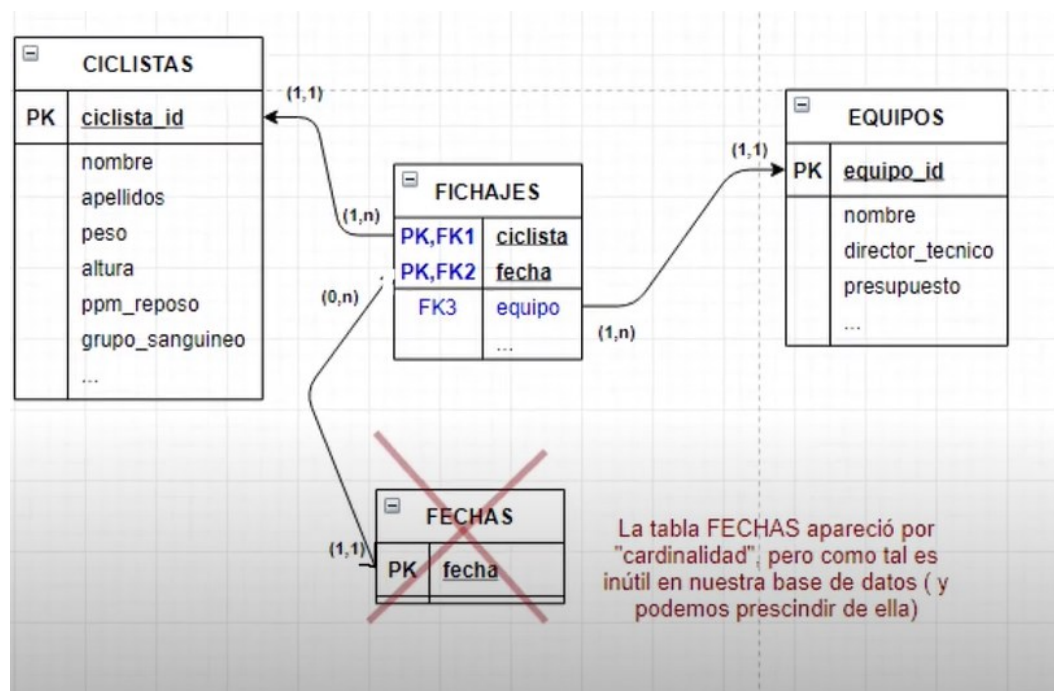 CICLISTAS
PK ciclista_id
nombre
apellidos
peso
altura
ppm_reposo
grupo_sanguineo
...
(1,1)
(1,n)
FICHAJES
PK,FK1 ciclista
PK,FK2 fecha
FK3 equipo
...
(0,n)
(1,n)
(1,1)
EQUIPOS
PK equipo_id
nombre
director_tecnico
presupuesto
...
(1,1)
FECHAS
PK fecha
La tabla FECHAS apareció por
"cardinalidad", pero como tal es
inútil en nuestra base de datos ( y
podemos prescindir de ella)